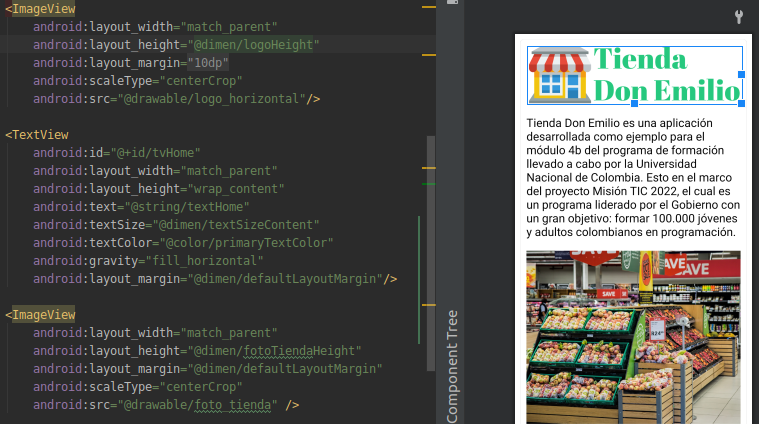 <ImageView
android:layout_width="match_parent"
android:layout_height="@dimen/logoHeight"
android:layout_margin="10dp"
android:scaleType="centerCrop"
android:src="@drawable/logo_horizontal"/>
<TextView
android:id="@+id/tvHome"
android:layout_width="match_parent"
android:layout_height="wrap_content"
android:text="@string/textHome"
android:textSize="@dimen/textSizeContent"
android:textColor="@color/primaryTextColor"
android:gravity="fill_horizontal"
android:layout_margin="@dimen/defaultLayoutMargin"/>
<ImageView
android:layout_width="match_parent"
android:layout_height="@dimen/fotoTiendaHeight"
android:layout_margin="@dimen/defaultLayoutMargin"
android:scaleType="centerCrop"
android:src="@drawable/foto_tienda" />
Component Tree
Tienda
Don Emilio
Tienda Don Emilio es una aplicación
desarrollada como ejemplo para el
módulo 4b del programa de formación
llevado a cabo por la Universidad
Nacional de Colombia. Esto en el marco
del proyecto Misión TIC 2022, el cual es
un programa liderado por el Gobierno con
un gran objetivo: formar 100.000 jóvenes
y adultos colombianos en programación.
SAVE
SAVE